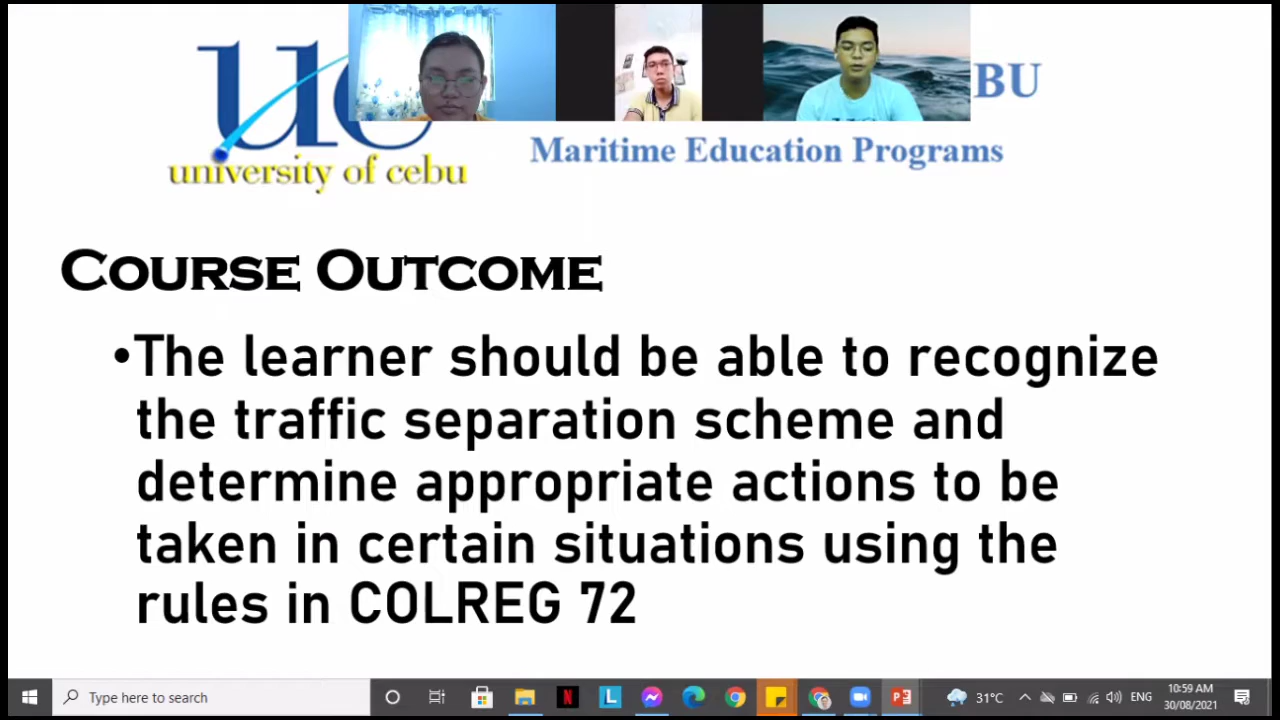 uc
BU
university of cebu
Maritime Education Programs
COURSE OUTCOME
•The learner should be able to recognize
the traffic separation scheme and
determine appropriate actions to be
taken in certain situations using the
rules in COLREG 72
Type here to search
31°C
ENG
10:59 AM
30/08/2021